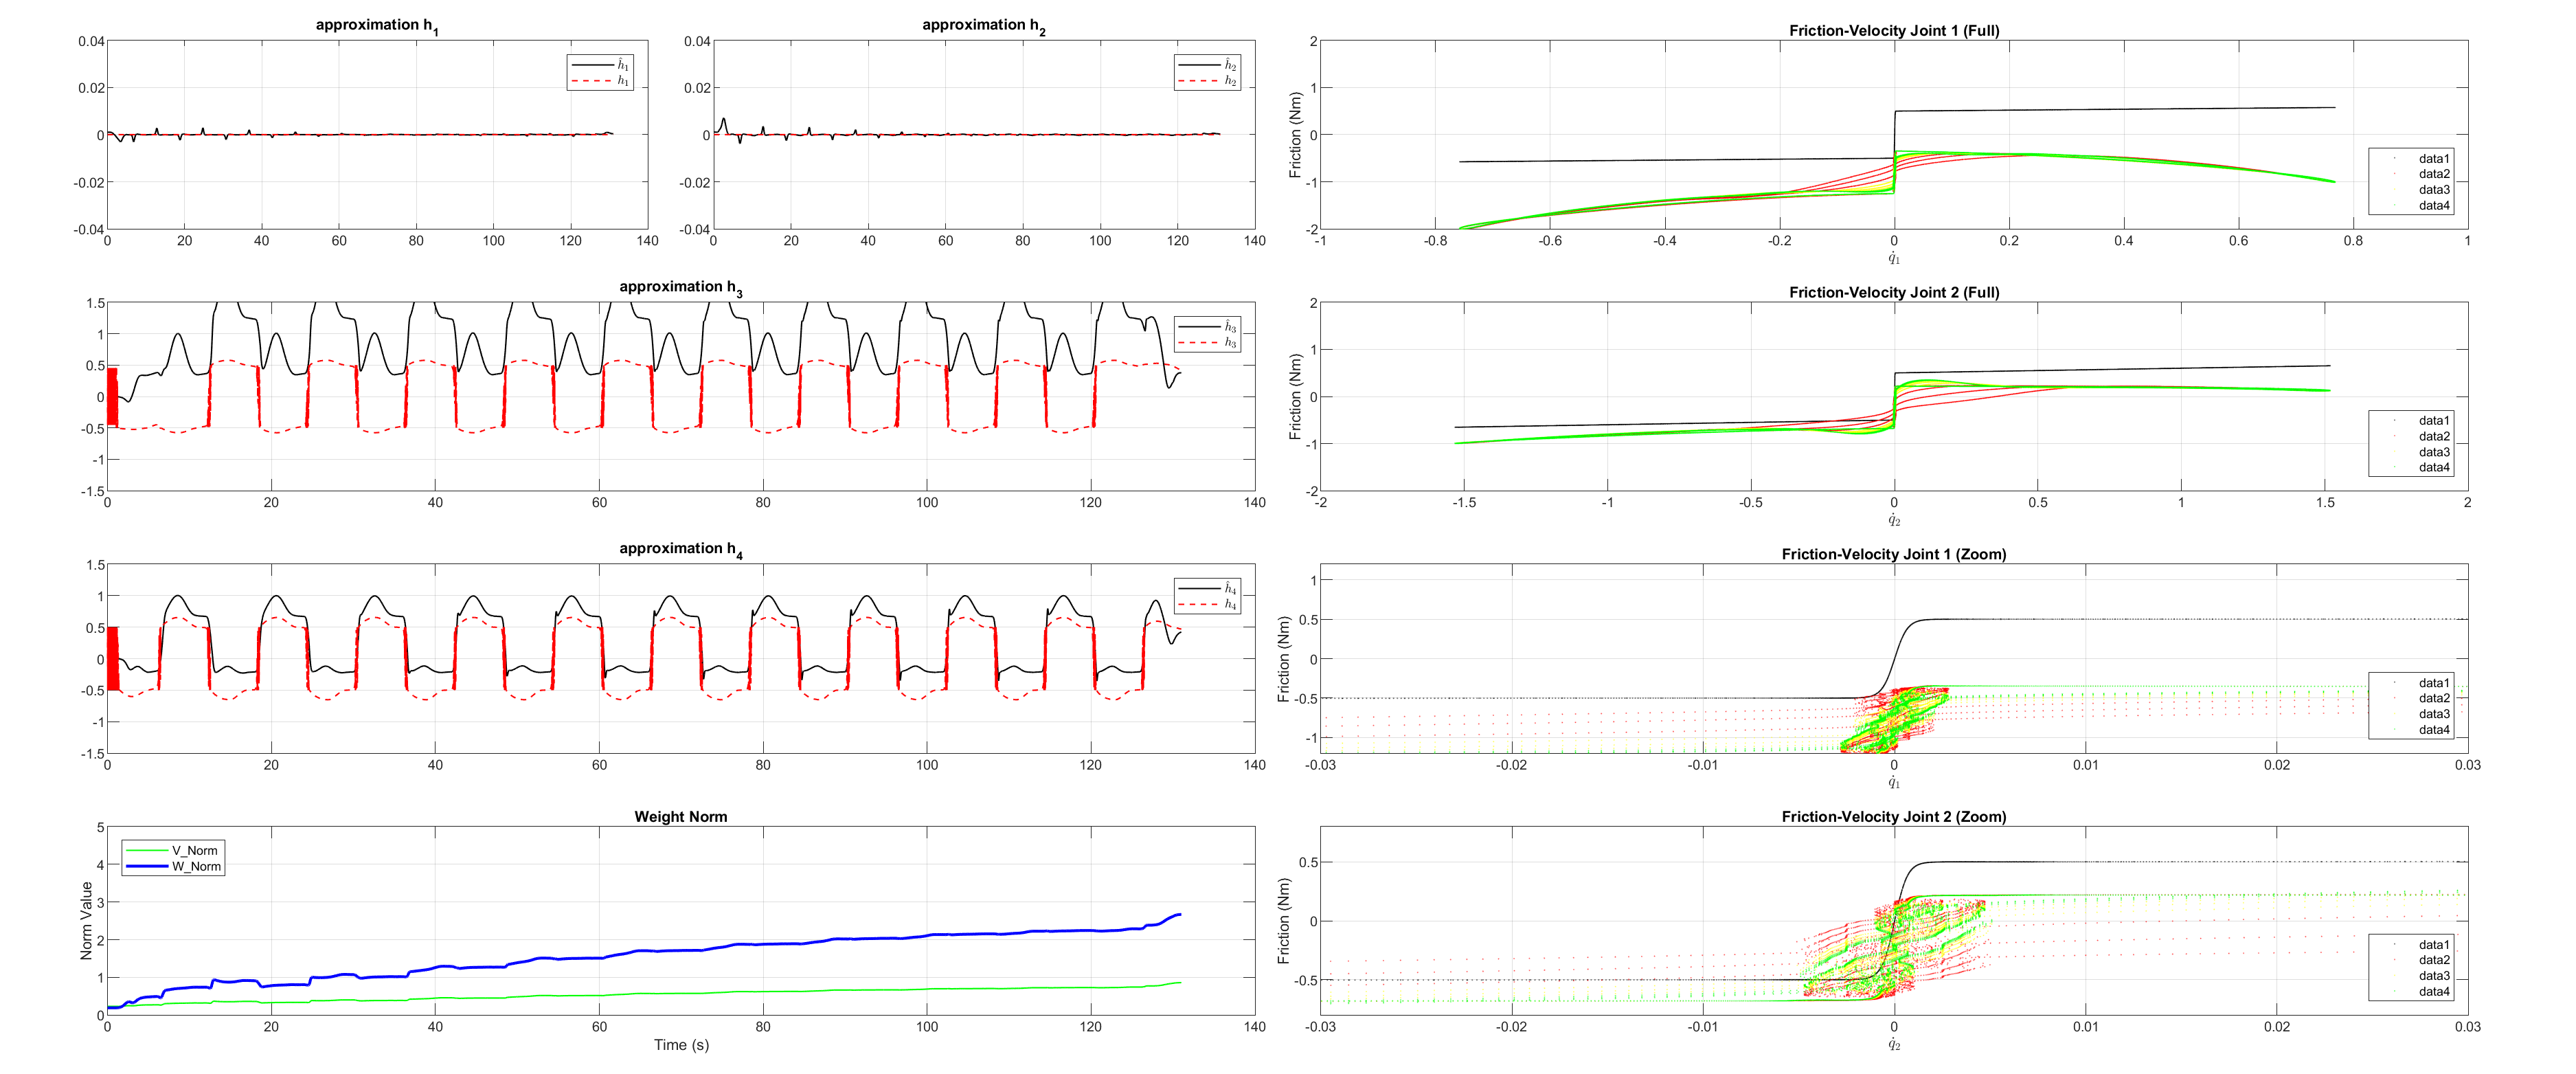 approximation h1
0.04
0.02
0
-0.02
-0.04
0 20 40 60 80 100 120 140
ĥ1
h1
approximation h2
0.04
0.02
0
-0.02
-0.04
0 20 40 60 80 100 120 140
ĥ2
h2
Friction-Velocity Joint 1 (Full)
Friction (Nm)
2
1
0
-1
-2
-1 -0.8 -0.6 -0.4 -0.2 0 0.2 0.4 0.6 0.8 1
q̇1
data1
data2
data3
data4
approximation h3
1.5
1
0.5
0
-0.5
-1
-1.5
0 20 40 60 80 100 120 140
ĥ3
h3
Friction-Velocity Joint 2 (Full)
Friction (Nm)
2
1
0
-1
-2
-2 -1.5 -1 -0.5 0 0.5 1 1.5 2
q̇2
data1
data2
data3
data4
approximation h4
1.5
1
0.5
0
-0.5
-1
-1.5
0 20 40 60 80 100 120 140
ĥ4
h4
Friction-Velocity Joint 1 (Zoom)
Friction (Nm)
1
0.5
0
-0.5
-1
-0.03 -0.02 -0.01 0 0.01 0.02 0.03
q̇1
data1
data2
data3
data4
Weight Norm
Norm Value
5
4
3
2
1
0
0 20 40 60 80 100 120 140
Time (s)
V_Norm
W_Norm
Friction-Velocity Joint 2 (Zoom)
Friction (Nm)
0.5
0
-0.5
-0.03 -0.02 -0.01 0 0.01 0.02 0.03
q̇2
data1
data2
data3
data4